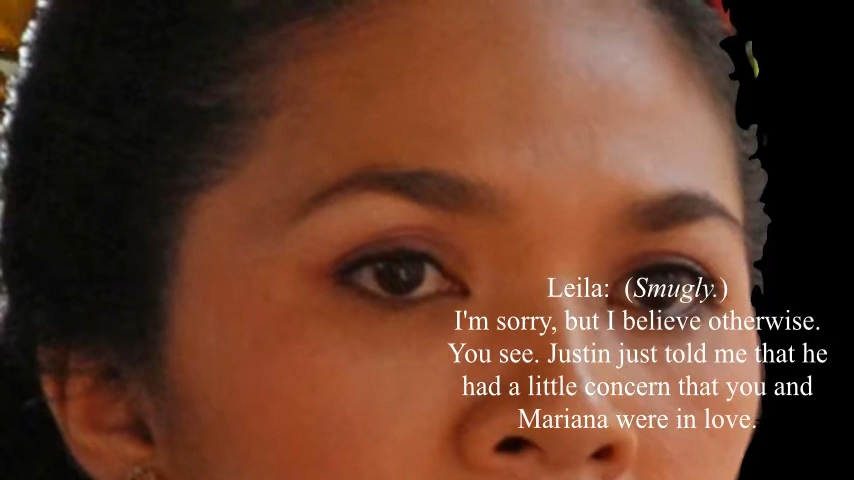 Leila:  (Smugly.)
I'm sorry, but I believe otherwise.
You see. Justin just told me that he
had a little concern that you and
Mariana were in love.